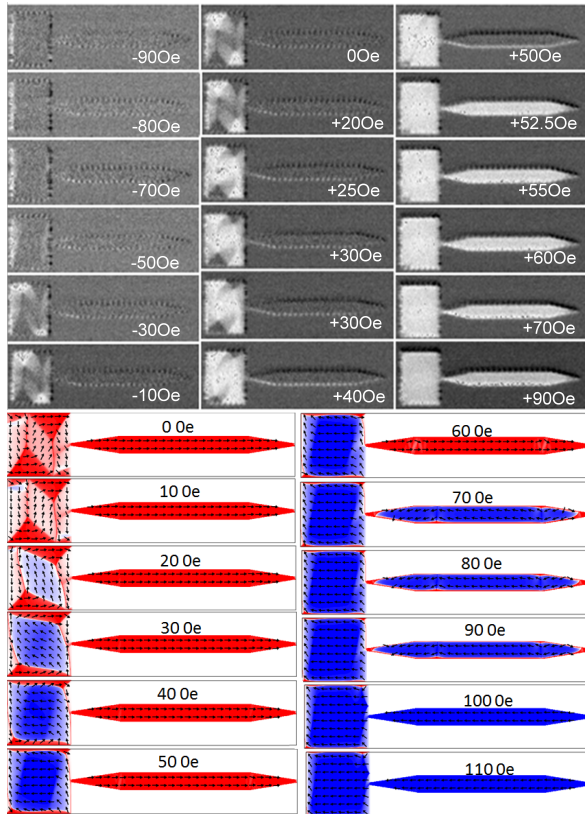 -90Oe
0Oe
+50Oe
-80Oe
+20Oe
+52.5Oe
-70Oe
+25Oe
+55Oe
-50Oe
+30Oe
+60Oe
-30Oe
+30Oe
+70Oe
-10Oe
+40Oe
+90Oe
0 Oe
60 Oe
10 Oe
70 Oe
20 Oe
80 Oe
30 Oe
90 Oe
40 Oe
100 Oe
50 Oe
110 Oe